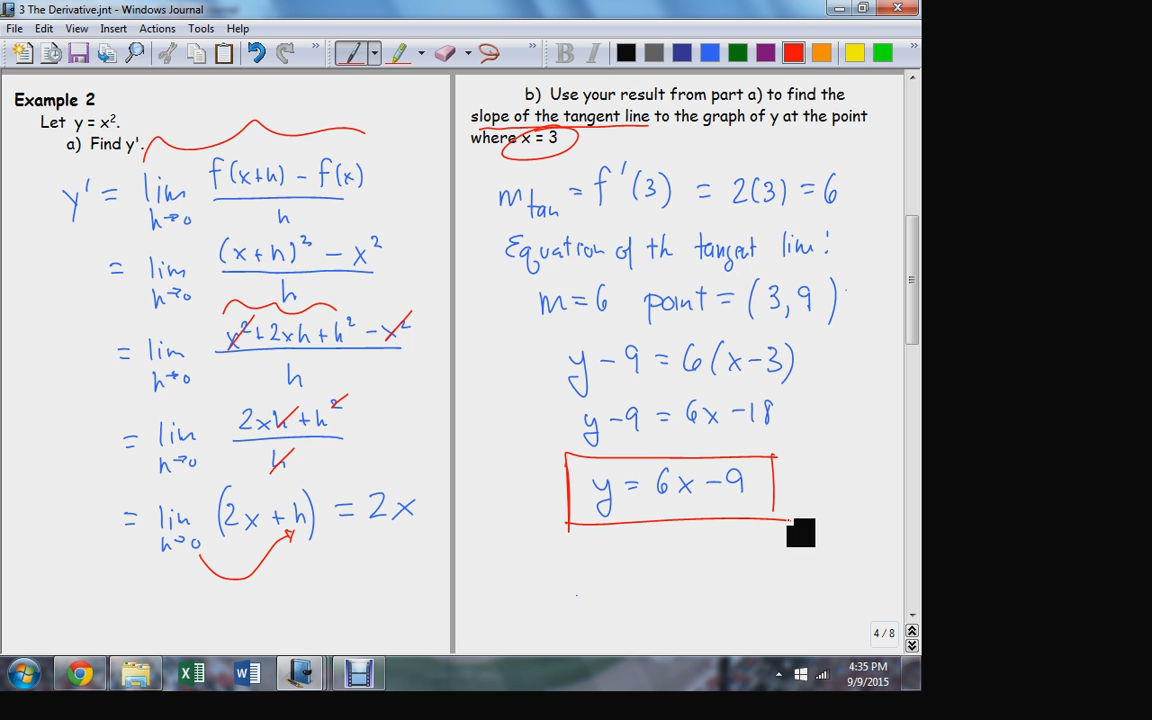 3 The Derivative.jnt - Windows Journal
File Edit View Insert Actions Tools Help
B I
Example 2
Let y = x².
a) Find y'.
y' = lim h→0 f(x+h) - f(x) / h
= lim h→0 (x+h)² - x² / h
= lim h→0 x²+2xh+h² - x² / h
= lim h→0 2xh + h² / h
= lim h→0 (2x + h) = 2x
b) Use your result from part a) to find the
slope of the tangent line to the graph of y at the point
where x = 3
m tan = f'(3) = 2(3) = 6
Equation of th tangent line:
m = 6 point = (3, 9)
y - 9 = 6(x - 3)
y - 9 = 6x - 18
y = 6x - 9
4 / 8
4:35 PM
9/9/2015